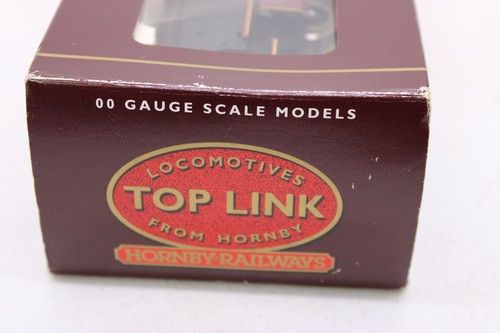 00 GAUGE SCALE MODELS
LOCOMOTIVES
TOP LINK
FROM HORNBY
HORNBY·RAILWAYS